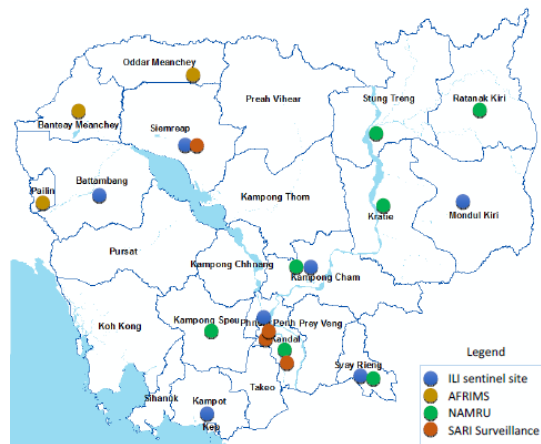 Oddar Meanchey
Preah Vihear
Stung Treng
Ratanak Kiri
Banteay Meanchey
Siemreap
Battambang
Pailin
Kampong Thom
Kratie
Mondul Kiri
Pursat
Kampong Chhnang
Kampong Cham
Koh Kong
Kampong Speu
Phnom Penh
Prey Veng
Kandal
Svay Rieng
Takeo
Sihanuk
Kampot
Kep
Legend
ILI sentinel site
AFRIMS
NAMRU
SARI Surveillance